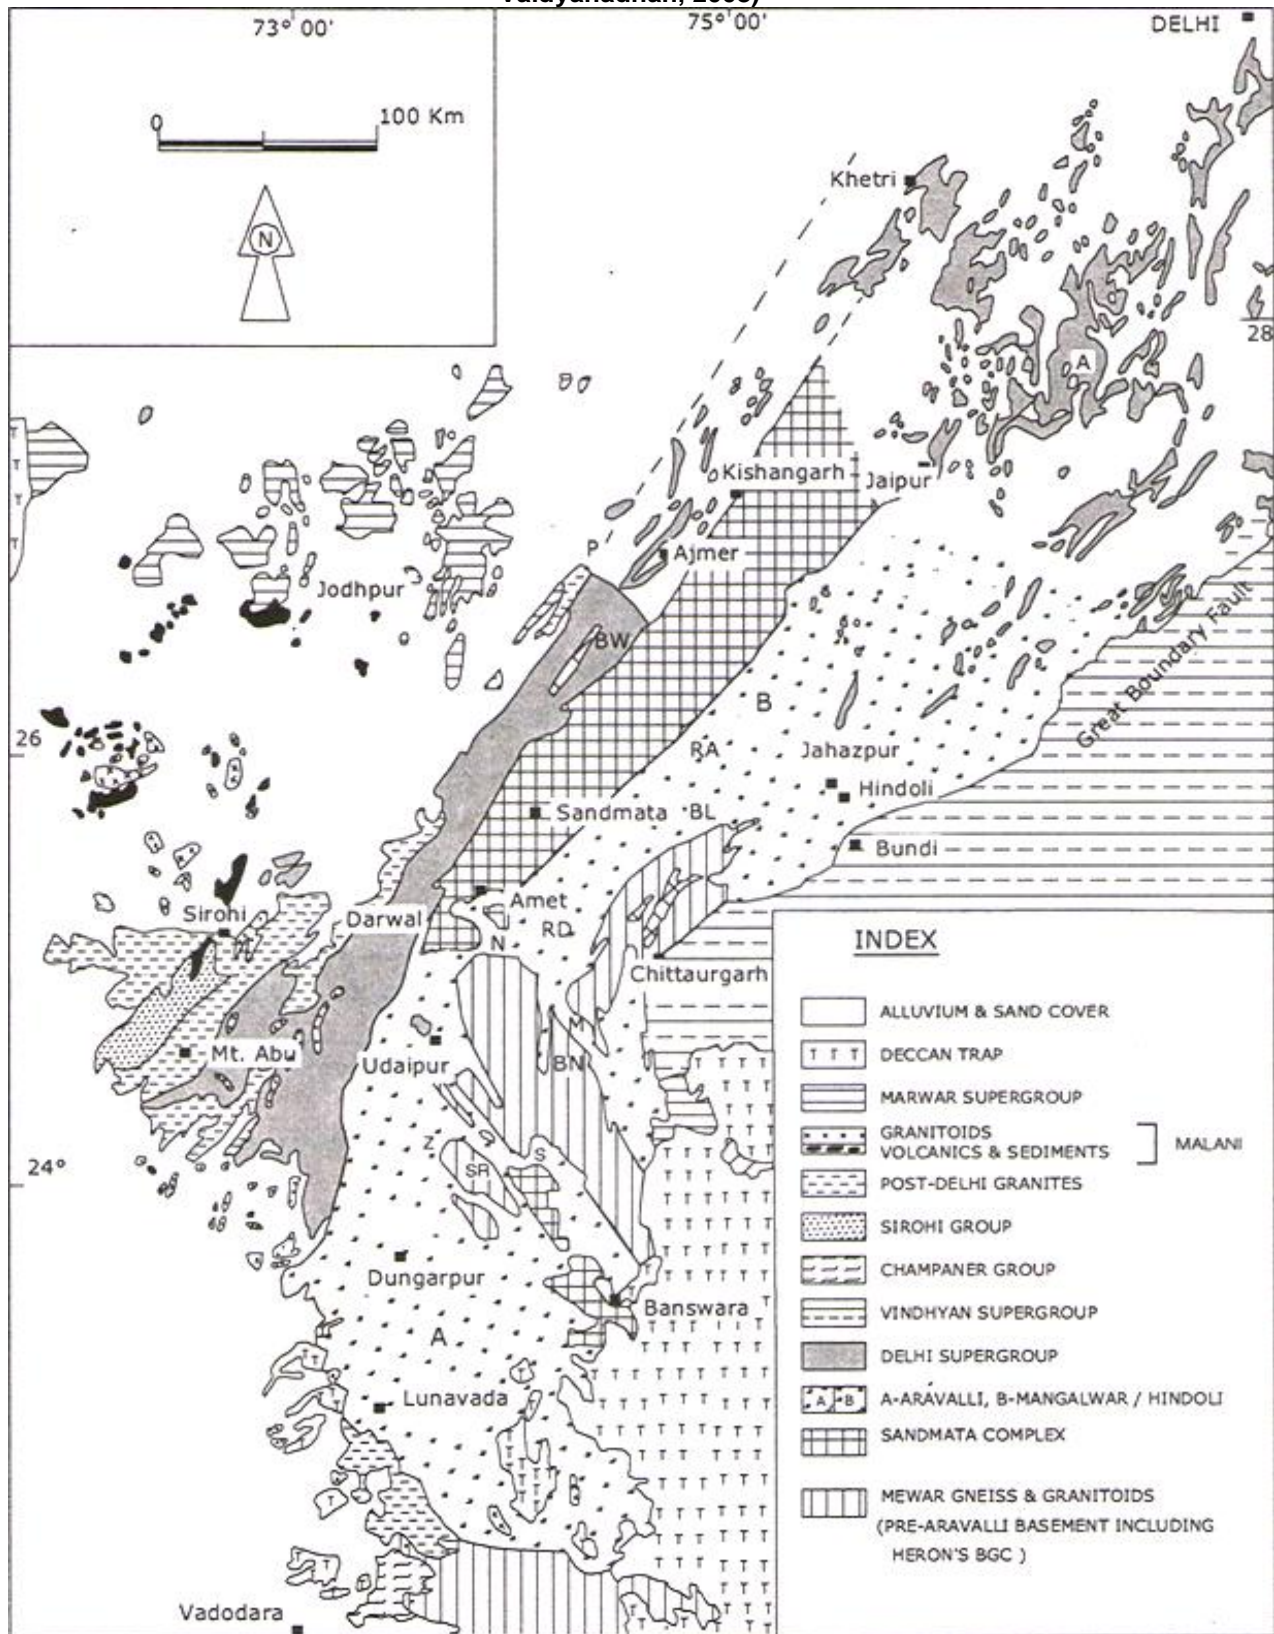 Vaidyanadhan, 2008)
73° 00'
75° 00'
DELHI
0
100 Km
N
Khetri
28
A
Kishangarh
Jaipur
P
Ajmer
Jodhpur
BW
Great Boundary Fault
B
26
RA
Jahazpur
Hindoli
Sandmata
BL
Bundi
Amet
Sirohi
Darwal
RD
N
Chittaurgarh
M
Mt. Abu
Udaipur
BN
Z
S
24°
SR
Dungarpur
Banswara
A
Lunavada
Vadodara
INDEX
ALLUVIUM & SAND COVER
T T T DECCAN TRAP
MARWAR SUPERGROUP
GRANITOIDS
VOLCANICS & SEDIMENTS
MALANI
POST-DELHI GRANITES
SIROHI GROUP
CHAMPANER GROUP
VINDHYAN SUPERGROUP
DELHI SUPERGROUP
A B A-ARAVALLI, B-MANGALWAR / HINDOLI
SANDMATA COMPLEX
MEWAR GNEISS & GRANITOIDS
(PRE-ARAVALLI BASEMENT INCLUDING
HERON'S BGC )